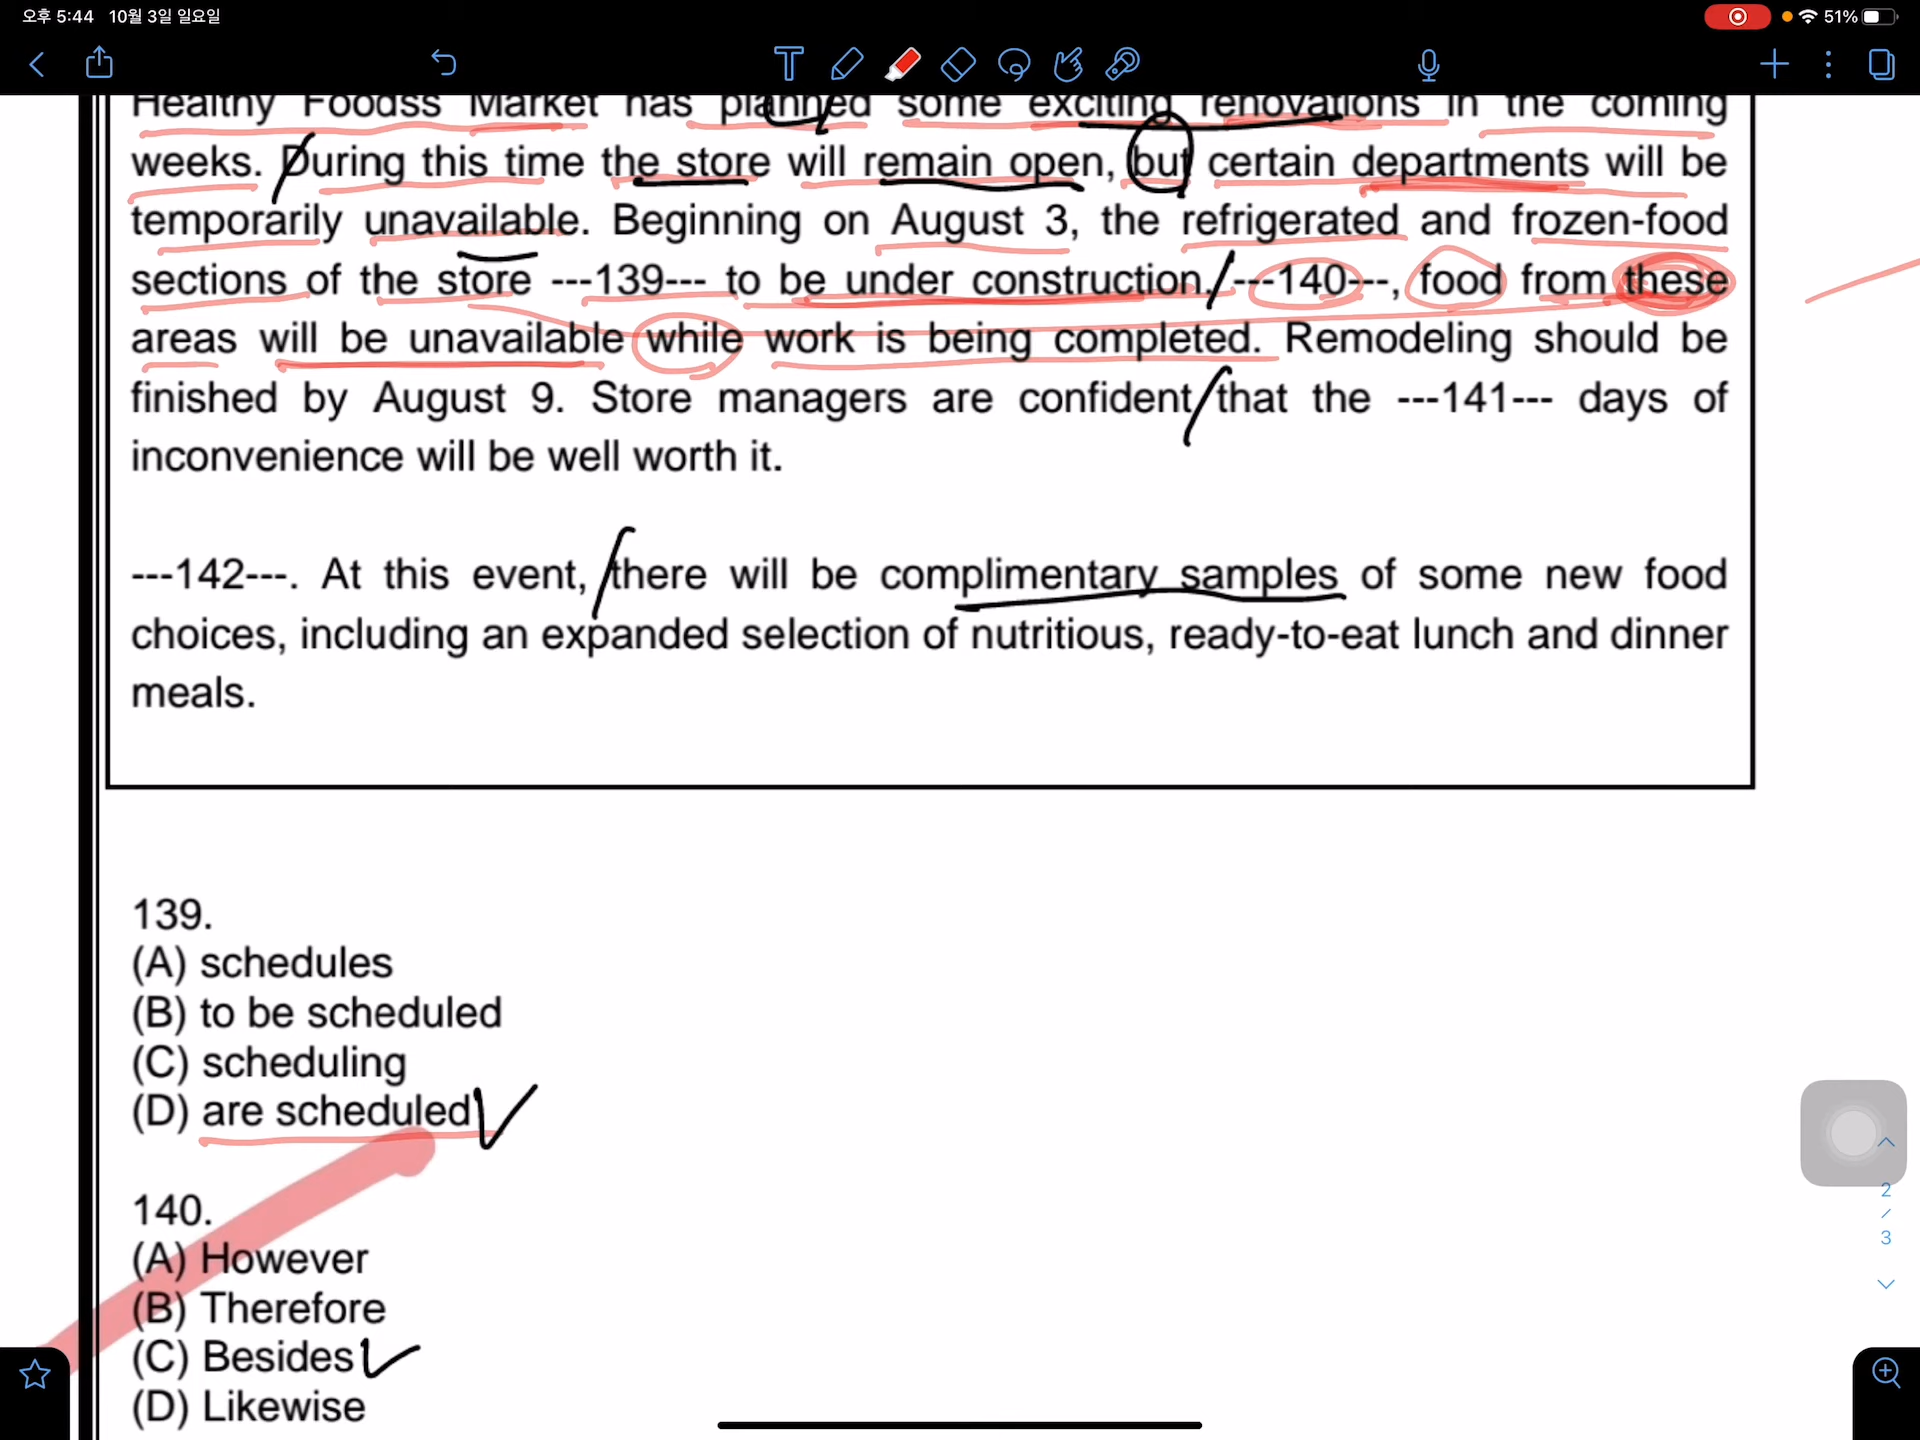 오후 5:44 10월 3일 일요일
51%
Healthy Foodss Market has planned some exciting renovations in the coming
weeks. During this time the store will remain open, but certain departments will be
temporarily unavailable. Beginning on August 3, the refrigerated and frozen-food
sections of the store ---139--- to be under construction. ---140---, food from these
areas will be unavailable while work is being completed. Remodeling should be
finished by August 9. Store managers are confident that the ---141--- days of
inconvenience will be well worth it.
---142---. At this event, there will be complimentary samples of some new food
choices, including an expanded selection of nutritious, ready-to-eat lunch and dinner
meals.
139.
(A) schedules
(B) to be scheduled
(C) scheduling
(D) are scheduled
140.
(A) However
(B) Therefore
(C) Besides
(D) Likewise
2
/
3